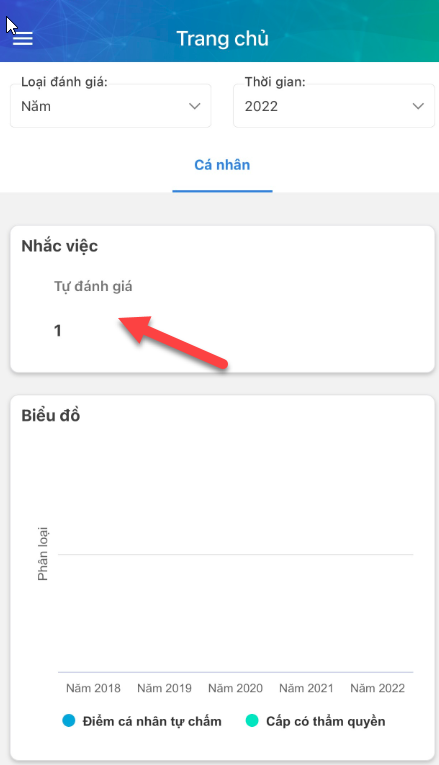 Trang chủ
Loại đánh giá:
Thời gian:
Năm
2022
Cá nhân
Nhắc việc
Tự đánh giá
1
Biểu đồ
Phân loại
Năm 2018 Năm 2019 Năm 2020 Năm 2021 Năm 2022
Điểm cá nhân tự chấm Cấp có thẩm quyền